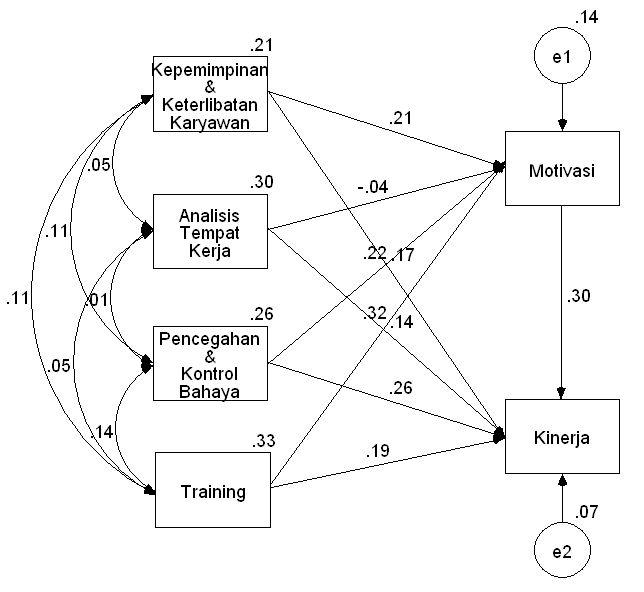 .14
e1
.21
Kepemimpinan
&
Keterlibatan
Karyawan
.21
Motivasi
.05
.30
-.04
Analisis
Tempat
Kerja
.11
.22
.17
.11
.01
.30
.26
.32
.14
Pencegahan
&
Kontrol
Bahaya
.05
.26
.14
.33
.19
Kinerja
Training
.07
e2